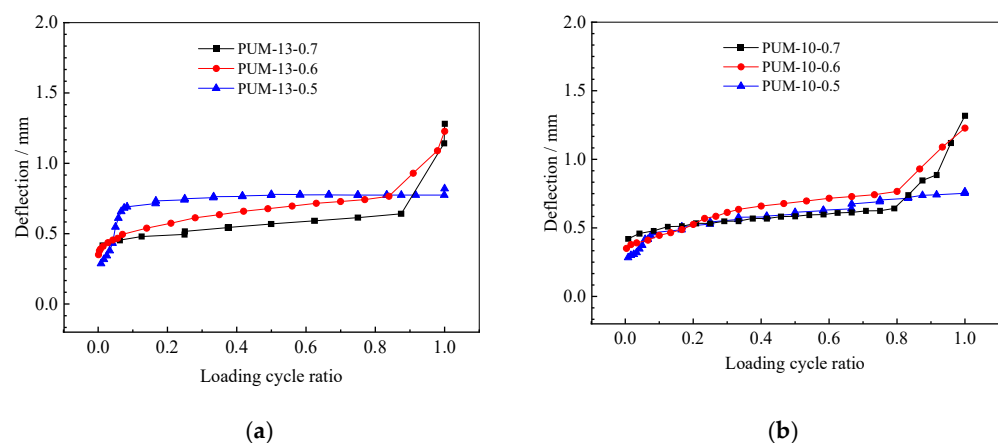 2.0
1.5
1.0
0.5
0.0
Deflection / mm
PUM-13-0.7
PUM-13-0.6
PUM-13-0.5
0.0 0.2 0.4 0.6 0.8 1.0
Loading cycle ratio
(a)
2.0
1.5
1.0
0.5
0.0
Deflection / mm
PUM-10-0.7
PUM-10-0.6
PUM-10-0.5
0.0 0.2 0.4 0.6 0.8 1.0
Loading cycle ratio
(b)